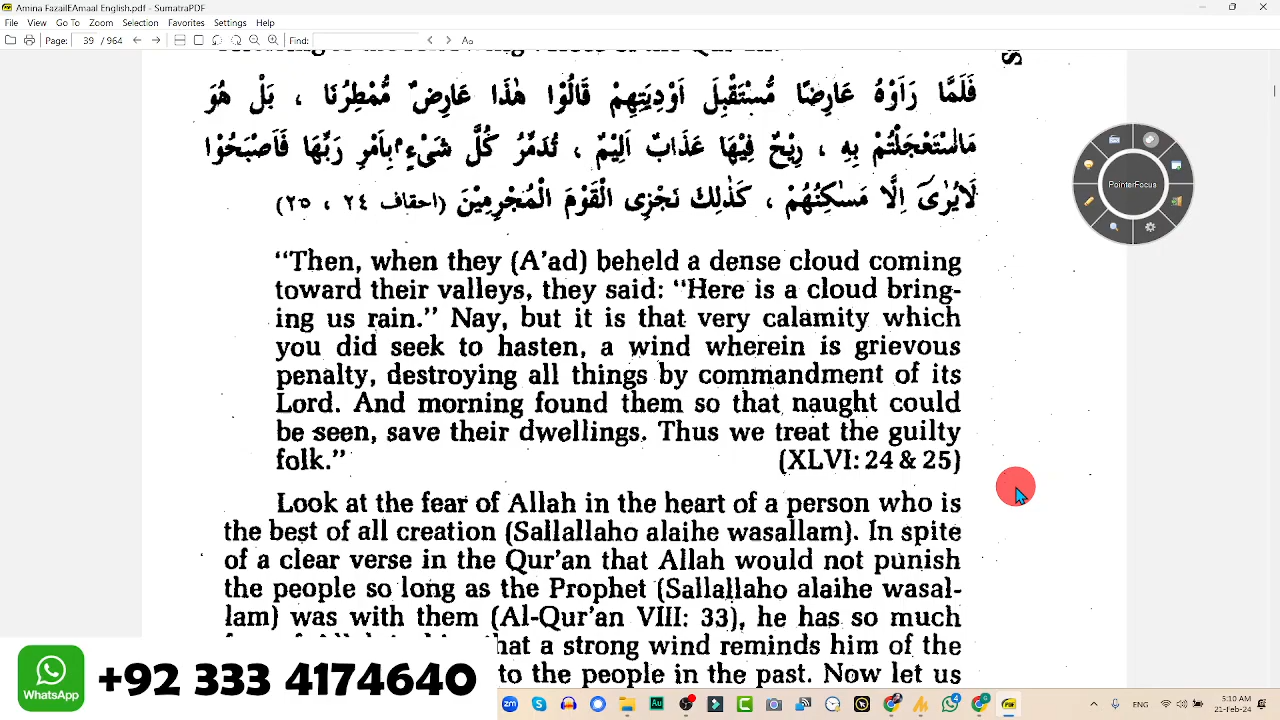 Amina FazailEAmaal English.pdf - SumatraPDF
File View Go To Zoom Selection Favorites Settings Help
Page: 39 / 964 Find: Aa
فَلَمَّا رَاَوْهُ عَارِضًا مُّسْتَقْبِلَ اَوْدِيَتِهِمْ قَالُوْا هٰذَا عَارِضٌ مُّمْطِرُنَا ، بَلْ هُوَ
مَااسْتَعْجَلْتُمْ بِهِ ، رِيْحٌ فِيْهَا عَذَابٌ اَلِيْمٌ ، تُدَمِّرُ كُلَّ شَىْءٍ بِاَمْرِ رَبِّهَا فَاَصْبَحُوْا
لَايُرٰىٓ اِلَّا مَسٰكِنُهُمْ ، كَذٰلِكَ نَجْزِى الْقَوْمَ الْمُجْرِمِيْنَ (احقاف ٢٤ ، ٢٥)
PointerFocus
“Then, when they (A’ad) beheld a dense cloud coming
toward their valleys, they said: “Here is a cloud bring-
ing us rain.” Nay, but it is that very calamity which
you did seek to hasten, a wind wherein is grievous
penalty, destroying all things by commandment of its
Lord. And morning found them so that naught could
be seen, save their dwellings. Thus we treat the guilty
folk.” (XLVI: 24 & 25)
Look at the fear of Allah in the heart of a person who is
the best of all creation (Sallallaho alaihe wasallam). In spite
of a clear verse in the Qur’an that Allah would not punish
the people so long as the Prophet (Sallallaho alaihe wasal-
lam) was with them (Al-Qur’an VIII: 33), he has so much
that a strong wind reminds him of the
to the people in the past. Now let us
WhatsApp
+92 333 4174640
ENG 5:10 AM
21-Feb-24